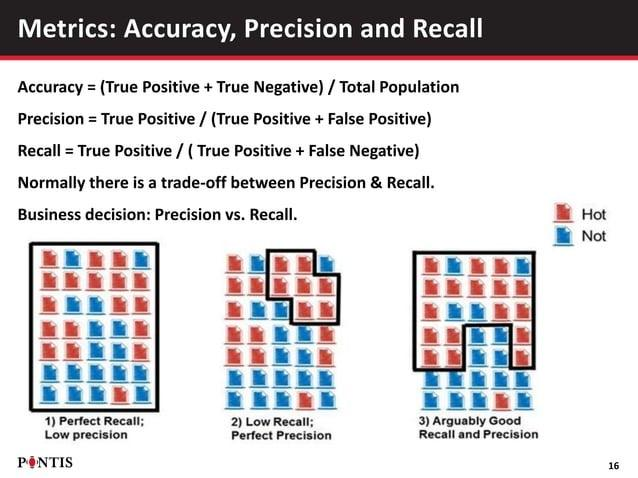 Metrics: Accuracy, Precision and Recall
Accuracy = (True Positive + True Negative) / Total Population
Precision = True Positive / (True Positive + False Positive)
Recall = True Positive / ( True Positive + False Negative)
Normally there is a trade-off between Precision & Recall.
Business decision: Precision vs. Recall.
Hot
Not
1) Perfect Recall;
Low precision
2) Low Recall;
Perfect Precision
3) Arguably Good
Recall and Precision
PONTIS
16